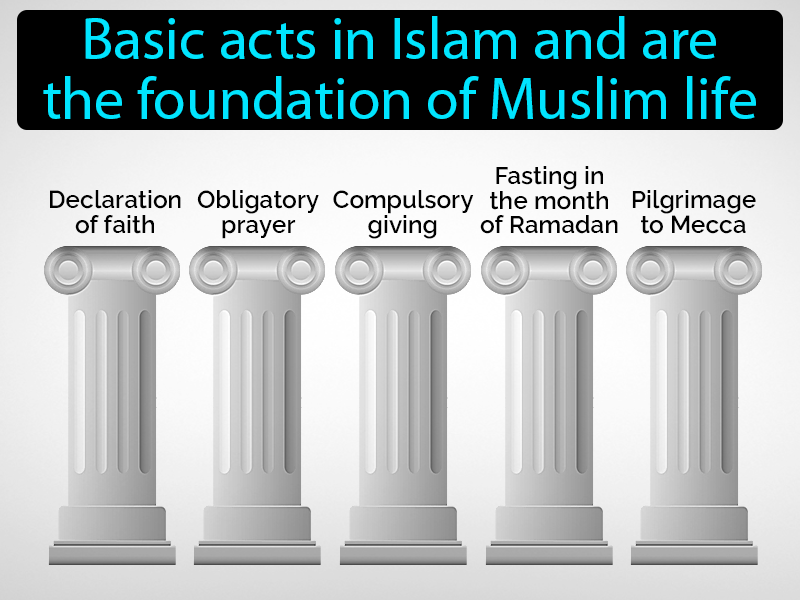 Basic acts in Islam and are
the foundation of Muslim life
Declaration
of faith
Obligatory
prayer
Compulsory
giving
Fasting in
the month
of Ramadan
Pilgrimage
to Mecca